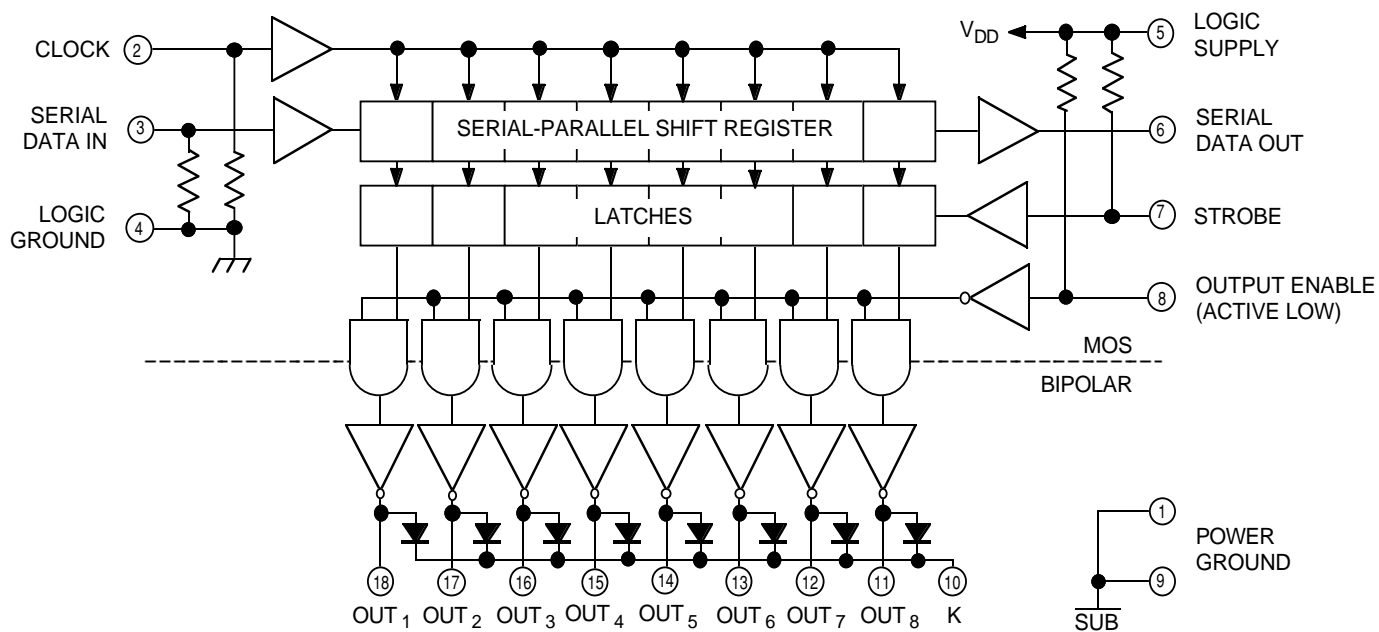 CLOCK 2
V_DD
5 LOGIC
SUPPLY
SERIAL
DATA IN
3
SERIAL-PARALLEL SHIFT REGISTER
6 SERIAL
DATA OUT
LOGIC
GROUND
4
LATCHES
7 STROBE
8 OUTPUT ENABLE
(ACTIVE LOW)
MOS
BIPOLAR
1
POWER
GROUND
9
SUB
18 17 16 15 14 13 12 11 10
OUT 1 OUT 2 OUT 3 OUT 4 OUT 5 OUT 6 OUT 7 OUT 8 K